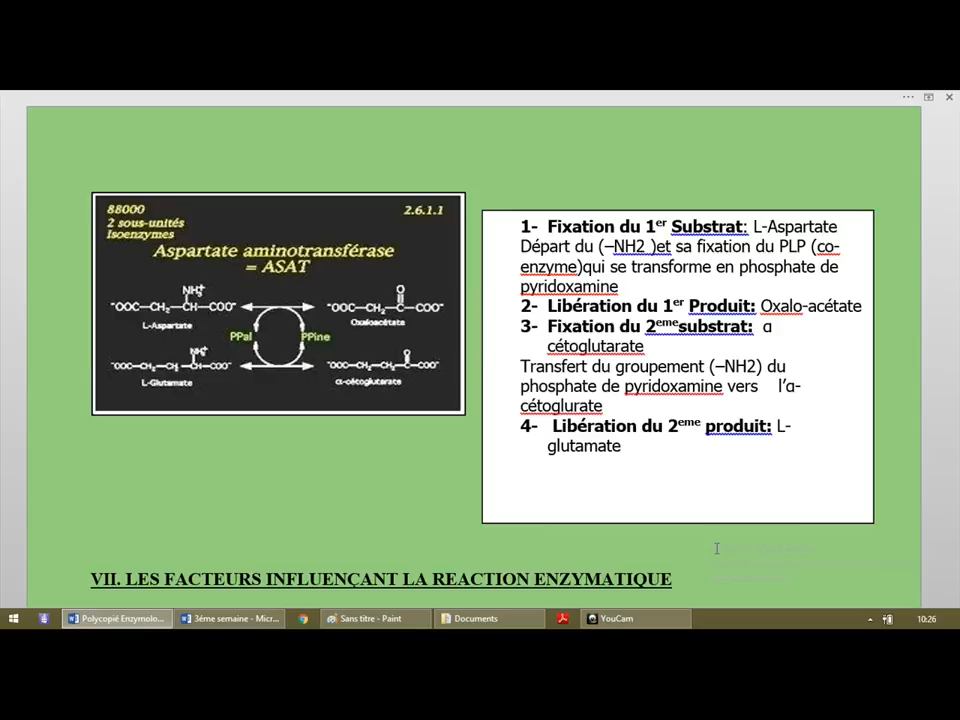 88000
2 sous-unités
Isoenzymes
2.6.1.1
Aspartate aminotransférase
= ASAT
NH₃⁺
⁻OOC—CH₂—CH—COO⁻
L-Aspartate
O
⁻OOC—CH₂—C—COO⁻
Oxaloacétate
PPal
PPine
NH₃⁺
⁻OOC—CH₂—CH₂—CH—COO⁻
L-Glutamate
O
⁻OOC—CH₂—CH₂—C—COO⁻
α-cétoglutarate
1- Fixation du 1er Substrat: L-Aspartate
Départ du (–NH2 )et sa fixation du PLP (co-
enzyme)qui se transforme en phosphate de
pyridoxamine
2- Libération du 1er Produit: Oxalo-acétate
3- Fixation du 2emesubstrat: α
cétoglutarate
Transfert du groupement (–NH2) du
phosphate de pyridoxamine vers l’α-
cétoglurate
4- Libération du 2eme produit: L-
glutamate
VII. LES FACTEURS INFLUENÇANT LA REACTION ENZYMATIQUE
Polycopié Enzymolo...
3éme semaine - Micr...
Sans titre - Paint
Documents
YouCam
10:26